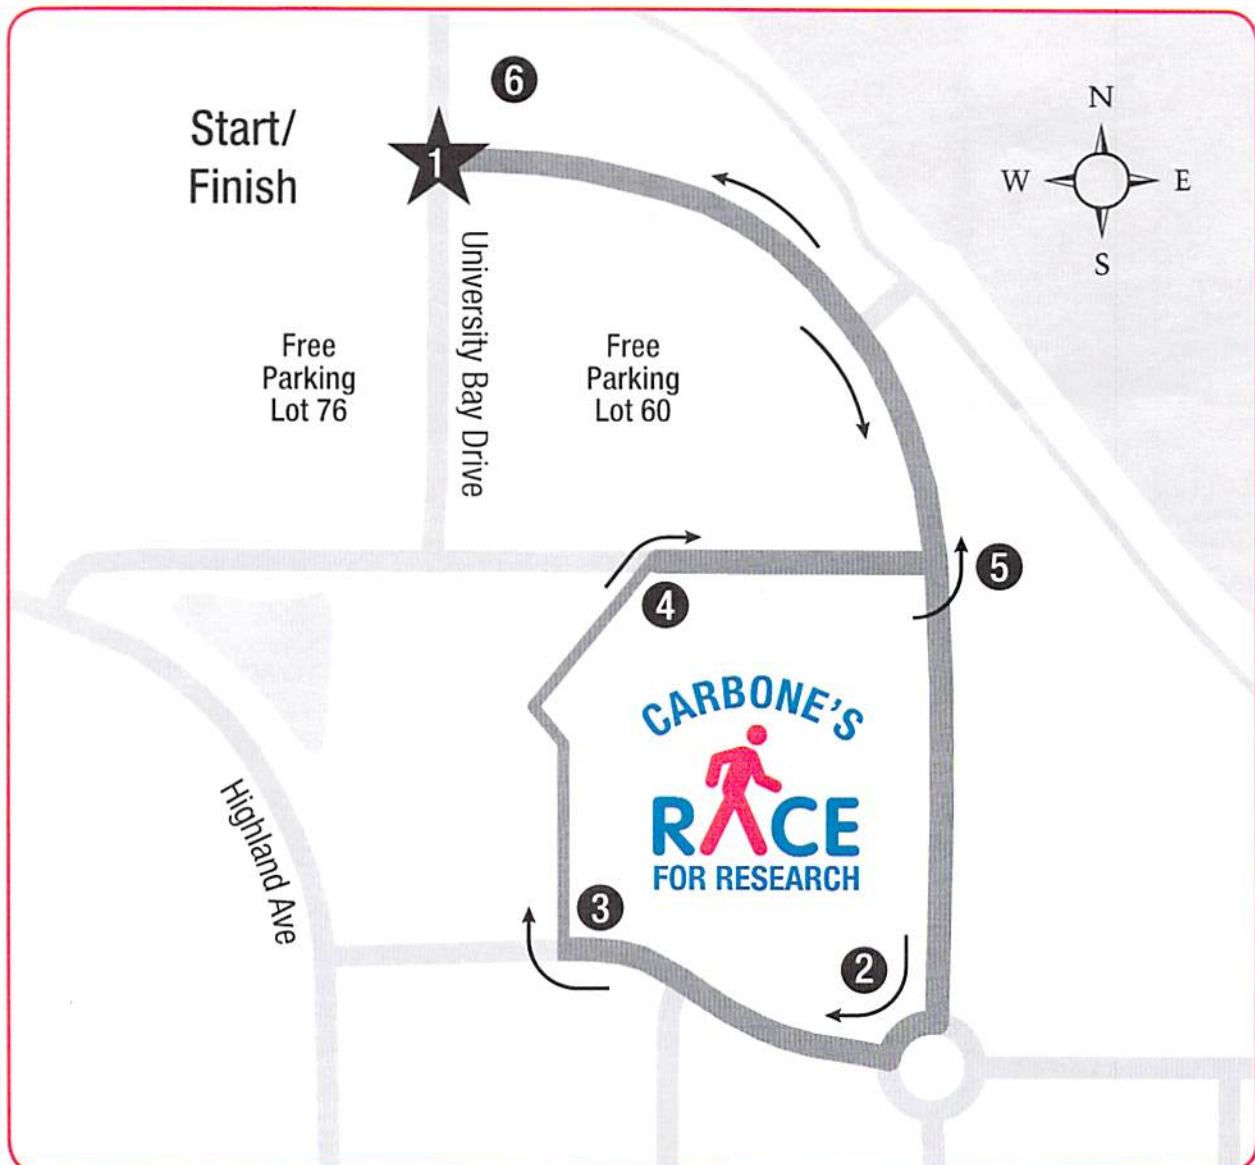 6
N
Start/
Finish
1
W
E
S
University Bay Drive
Free
Parking
Lot 76
Free
Parking
Lot 60
5
4
CARBONE'S
RACE
FOR RESEARCH
Highland Ave
3
2